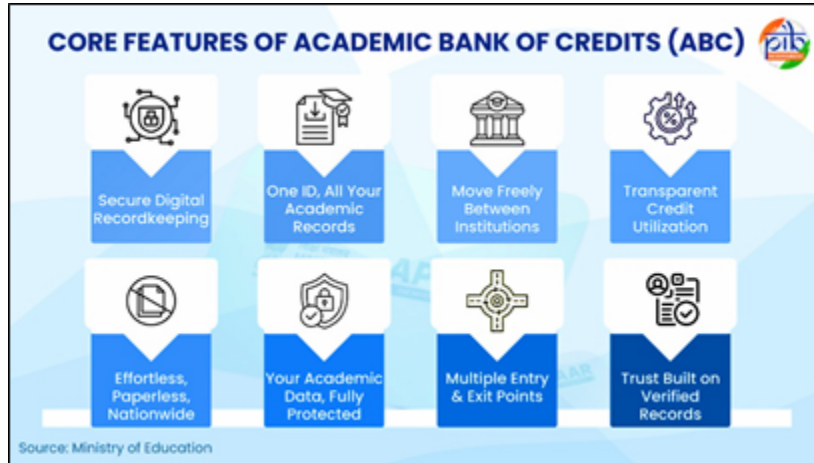 CORE FEATURES OF ACADEMIC BANK OF CREDITS (ABC)
pib
Secure Digital
Recordkeeping
One ID, All Your
Academic
Records
Move Freely
Between
Institutions
Transparent
Credit
Utilization
Effortless,
Paperless,
Nationwide
Your Academic
Data, Fully
Protected
Multiple Entry
& Exit Points
Trust Built on
Verified
Records
Source: Ministry of Education